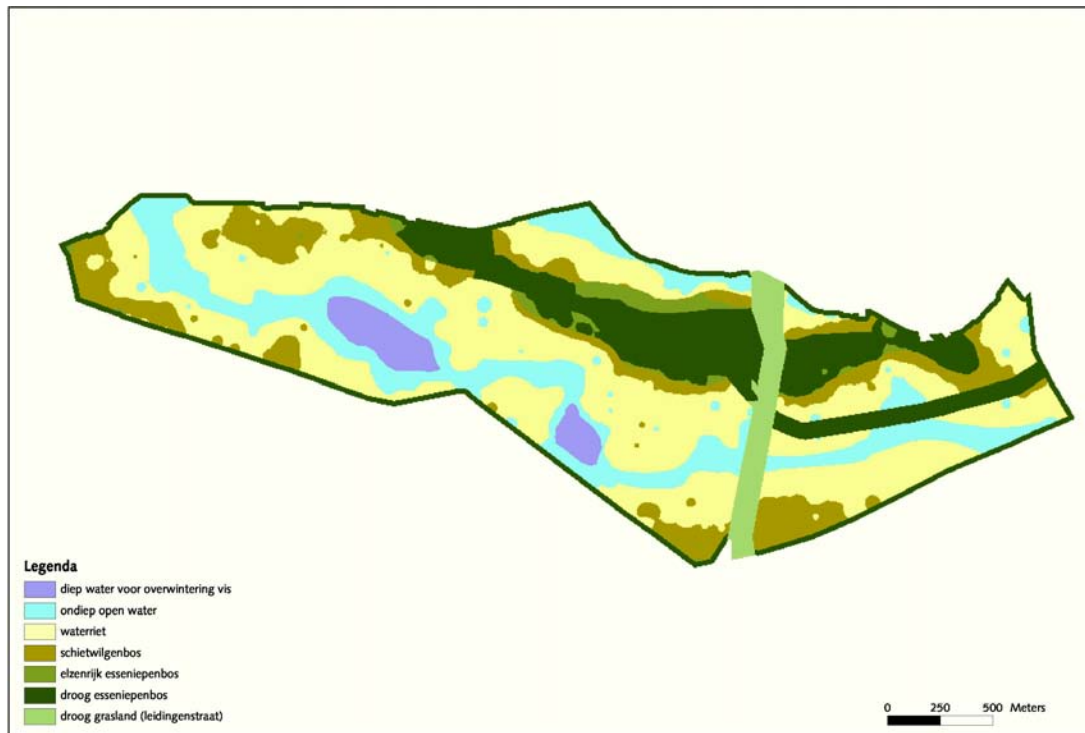 Legenda
diep water voor overwintering vis
ondiep open water
waterriet
schietwilgenbos
elzenrijk esseniepenbos
droog esseniepenbos
droog grasland (leidingenstraat)
0 250 500 Meters